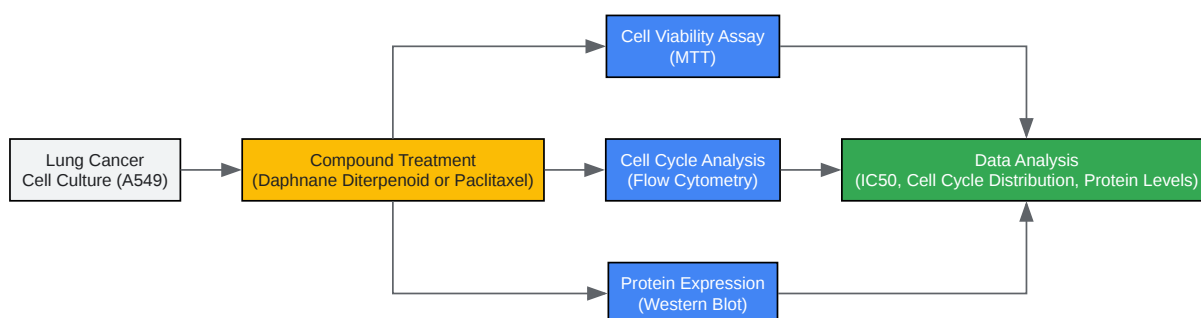 Lung Cancer
Cell Culture (A549)
Compound Treatment
(Daphnane Diterpenoid or Paclitaxel)
Cell Viability Assay
(MTT)
Cell Cycle Analysis
(Flow Cytometry)
Protein Expression
(Western Blot)
Data Analysis
(IC50, Cell Cycle Distribution, Protein Levels)